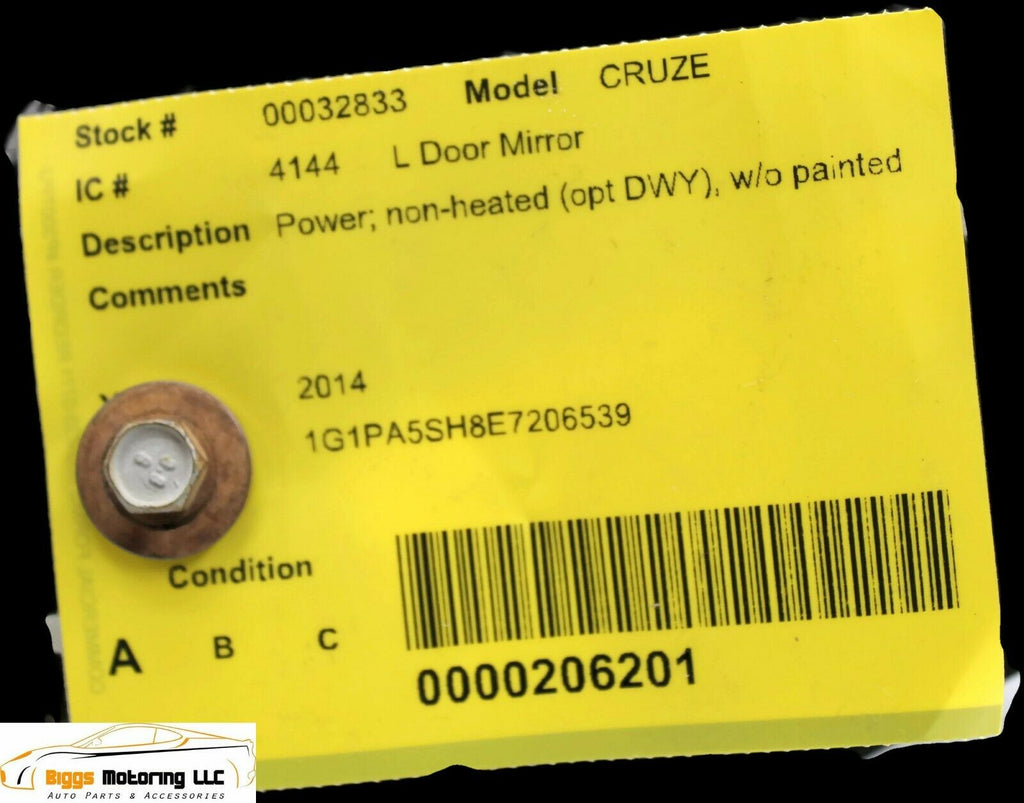 Stock # 00032833 Model CRUZE
IC # 4144 L Door Mirror
Description Power; non-heated (opt DWY), w/o painted
Comments
2014
1G1PA5SH8E7206539
Condition
A B C
0000206201
Biggs Motoring LLC
Auto Parts & Accessories